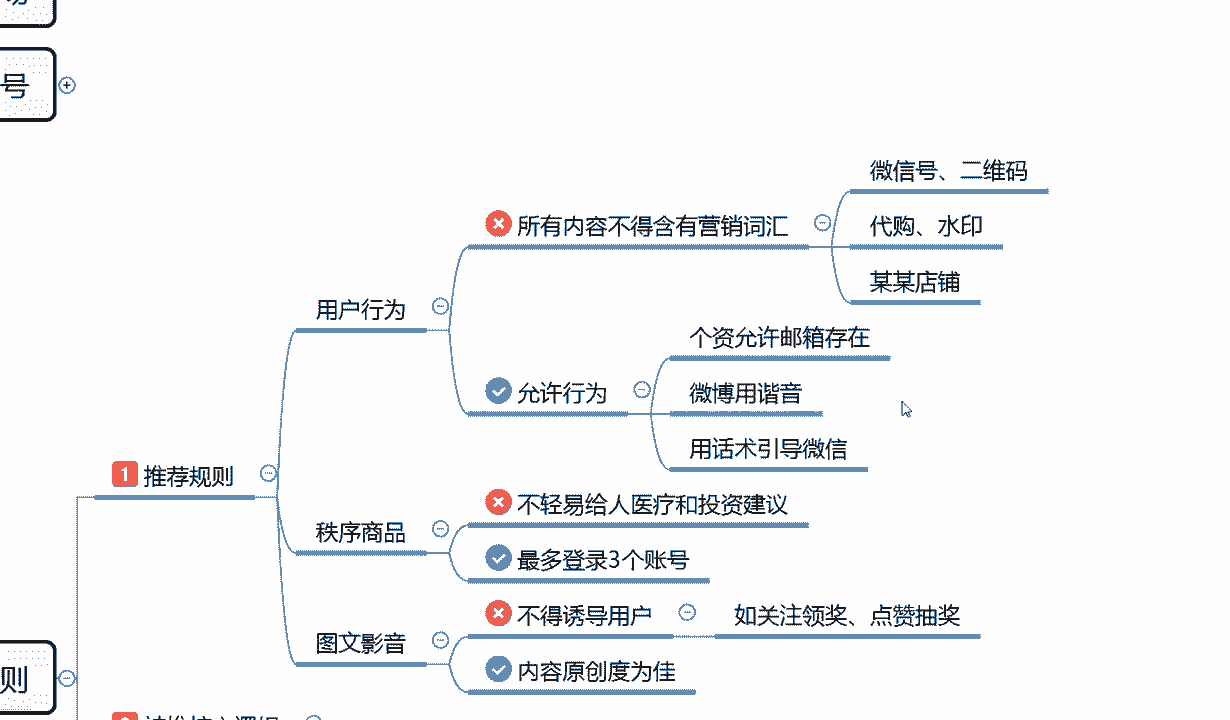 号
微信号、二维码
所有内容不得含有营销词汇
代购、水印
某某店铺
用户行为
个资允许邮箱存在
允许行为
微博用谐音
用话术引导微信
1 推荐规则
不轻易给人医疗和投资建议
秩序商品
最多登录3个账号
不得诱导用户
如关注领奖、点赞抽奖
图文影音
内容原创度为佳
则